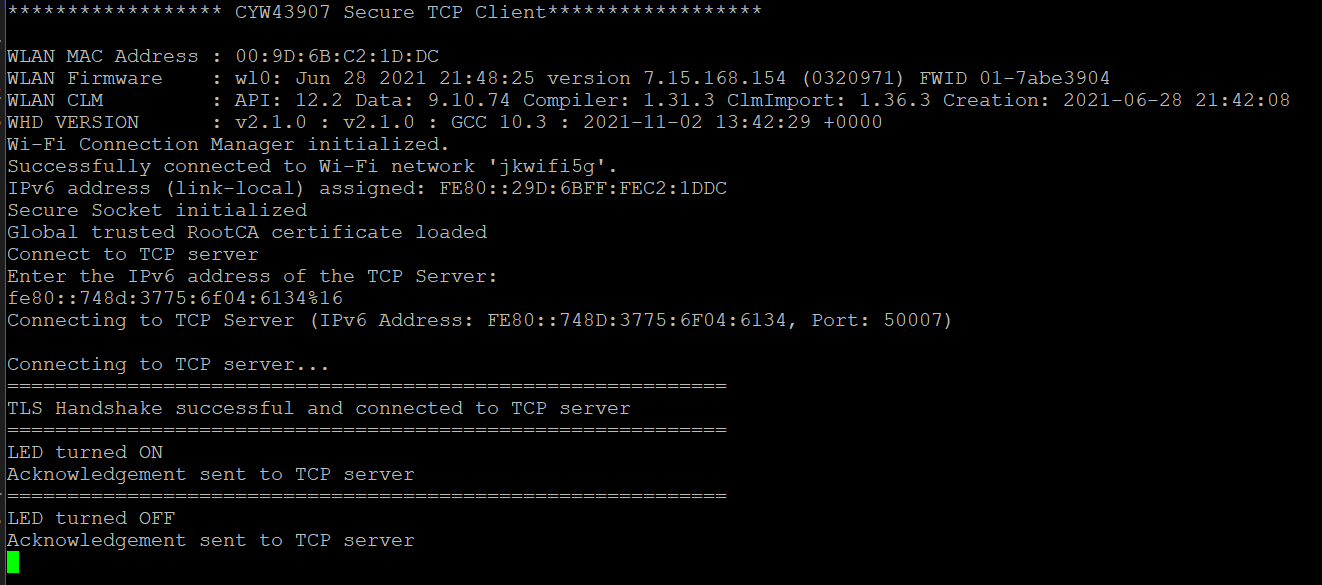 ****************** CYW43907 Secure TCP Client******************
WLAN MAC Address : 00:9D:6B:C2:1D:DC
WLAN Firmware    : wl0: Jun 28 2021 21:48:25 version 7.15.168.154 (0320971) FWID 01-7abe3904
WLAN CLM         : API: 12.2 Data: 9.10.74 Compiler: 1.31.3 ClmImport: 1.36.3 Creation: 2021-06-28 21:42:08
WHD VERSION      : v2.1.0 : v2.1.0 : GCC 10.3 : 2021-11-02 13:42:29 +0000
Wi-Fi Connection Manager initialized.
Successfully connected to Wi-Fi network 'jkwifi5g'.
IPv6 address (link-local) assigned: FE80::29D:6BFF:FEC2:1DDC
Secure Socket initialized
Global trusted RootCA certificate loaded
Connect to TCP server
Enter the IPv6 address of the TCP Server:
fe80::748d:3775:6f04:6134%16
Connecting to TCP Server (IPv6 Address: FE80::748D:3775:6F04:6134, Port: 50007)
Connecting to TCP server...
============================================================
TLS Handshake successful and connected to TCP server
============================================================
LED turned ON
Acknowledgement sent to TCP server
============================================================
LED turned OFF
Acknowledgement sent to TCP server